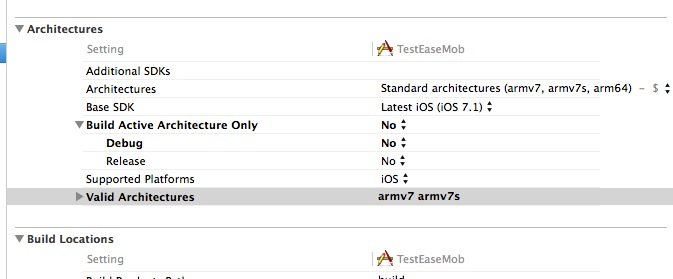 Architectures
Setting TestEaseMob
Additional SDKs
Architectures Standard architectures (armv7, armv7s, arm64) – $
Base SDK Latest iOS (iOS 7.1)
Build Active Architecture Only No
Debug No
Release No
Supported Platforms iOS
Valid Architectures armv7 armv7s
Build Locations
Setting TestEaseMob
build